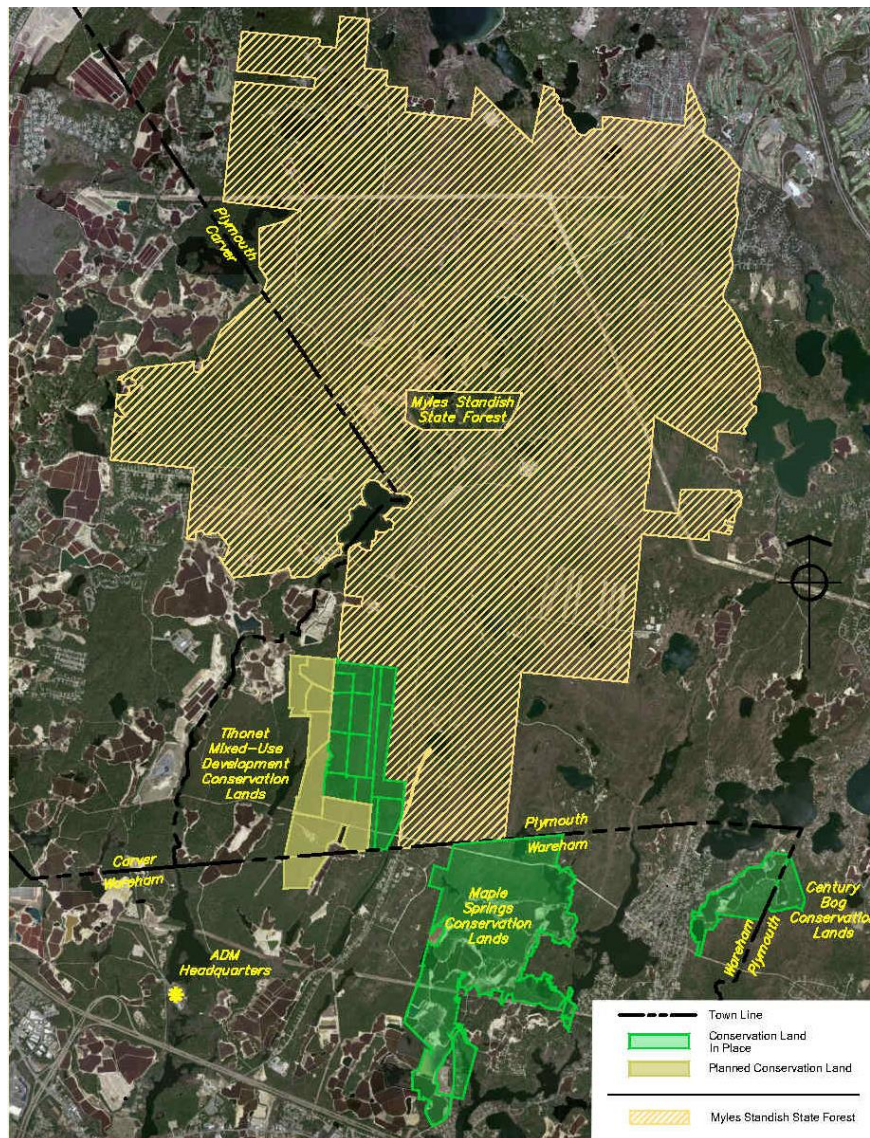 Plymouth
Carver
Myles Standish
State Forest
Tihonet
Mixed-Use
Development
Conservation
Lands
Plymouth
Wareham
Carver
Wareham
Maple
Springs
Conservation
Lands
Century
Bog
Conservation
Lands
Wareham
Plymouth
ADM
Headquarters
Town Line
Conservation Land
In Place
Planned Conservation Land
Myles Standish State Forest